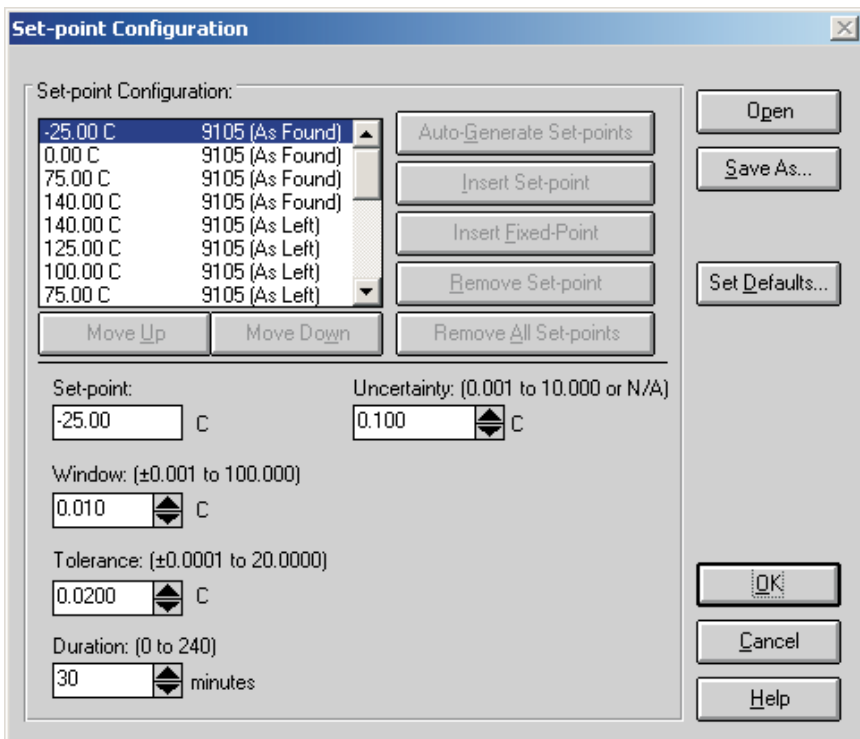 Set-point Configuration
Set-point Configuration:
-25.00 C 9105 (As Found)
0.00 C 9105 (As Found)
75.00 C 9105 (As Found)
140.00 C 9105 (As Found)
140.00 C 9105 (As Left)
125.00 C 9105 (As Left)
100.00 C 9105 (As Left)
75.00 C 9105 (As Left)
Move Up
Move Down
Auto-Generate Set-points
Insert Set-point
Insert Fixed-Point
Remove Set-point
Remove All Set-points
Set-point:
-25.00 C
Uncertainty: (0.001 to 10.000 or N/A)
0.100 C
Window: (±0.001 to 100.000)
0.010 C
Tolerance: (±0.0001 to 20.0000)
0.0200 C
Duration: (0 to 240)
30 minutes
Open
Save As...
Set Defaults...
OK
Cancel
Help